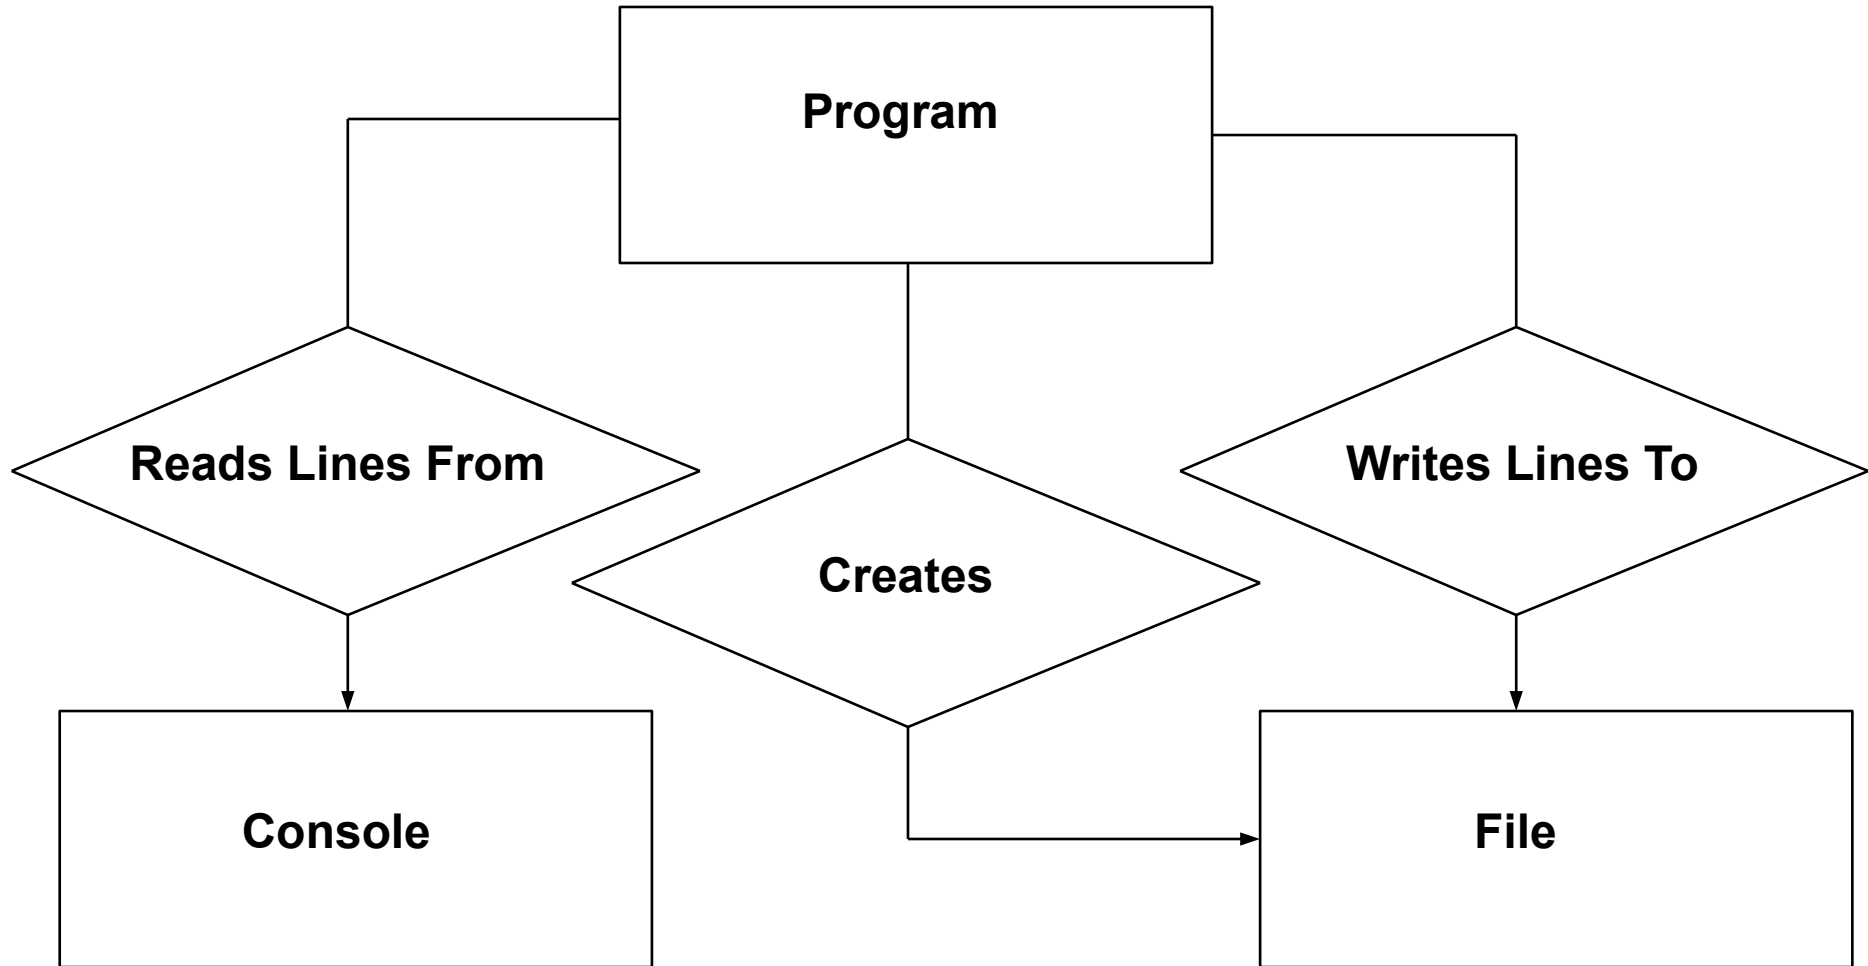 Program
Reads Lines From
Writes Lines To
Creates
Console
File